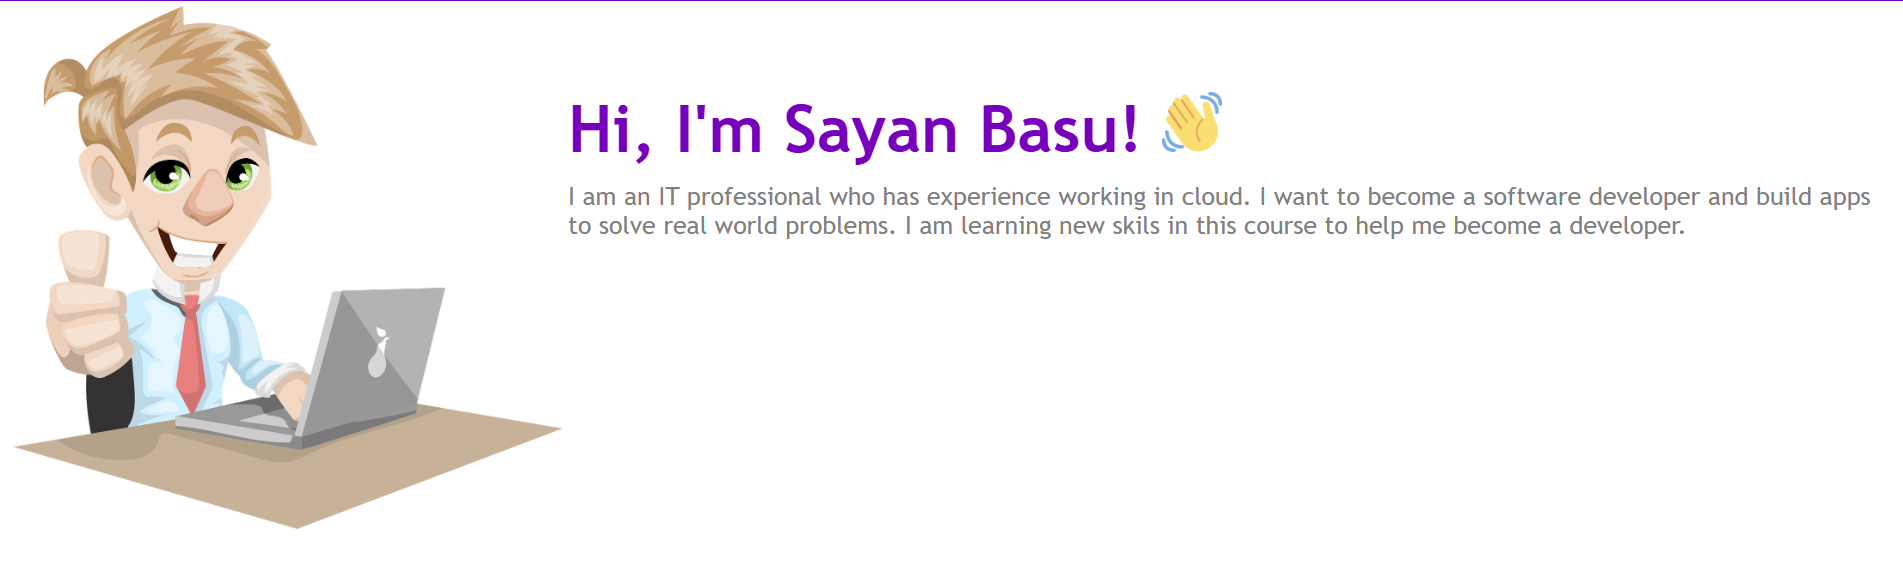 Hi, I'm Sayan Basu! 👋
I am an IT professional who has experience working in cloud. I want to become a software developer and build apps
to solve real world problems. I am learning new skils in this course to help me become a developer.